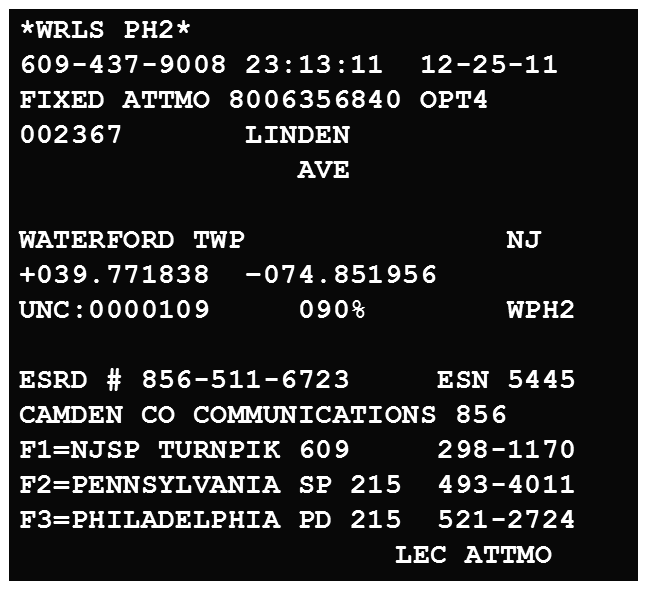 *WRLS PH2*
609-437-9008 23:13:11 12-25-11
FIXED ATTMO 8006356840 OPT4
002367 LINDEN
AVE
WATERFORD TWP NJ
+039.771838 -074.851956
UNC:0000109 090% WPH2
ESRD # 856-511-6723 ESN 5445
CAMDEN CO COMMUNICATIONS 856
F1=NJSP TURNPIK 609 298-1170
F2=PENNSYLVANIA SP 215 493-4011
F3=PHILADELPHIA PD 215 521-2724
LEC ATTMO